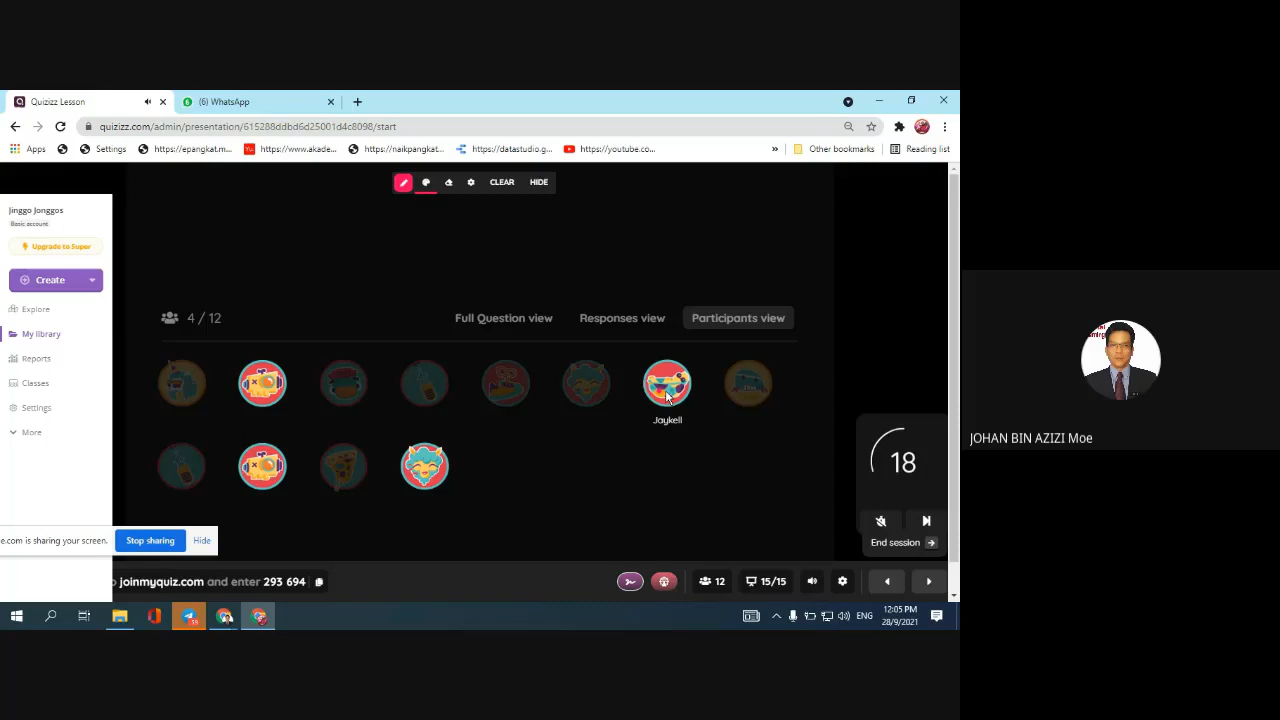 Quizizz Lesson
(6) WhatsApp
quizizz.com/admin/presentation/615288ddbd6d25001d4c8098/start
Apps
Settings
https://epangkat.m...
https://www.akade...
https://naikpangkat...
https://datastudio.g...
https://youtube.co...
»
Other bookmarks
Reading list
CLEAR
HIDE
Jinggo Jonggos
Basic account
Upgrade to Super
Create
Explore
My library
Reports
Classes
Settings
More
4 / 12
Full Question view
Responses view
Participants view
Jaykell
18
End session
e.com is sharing your screen.
Stop sharing
Hide
joinmyquiz.com and enter 293 694
12
15/15
ENG
12:05 PM
28/9/2021
JOHAN BIN AZIZI Moe